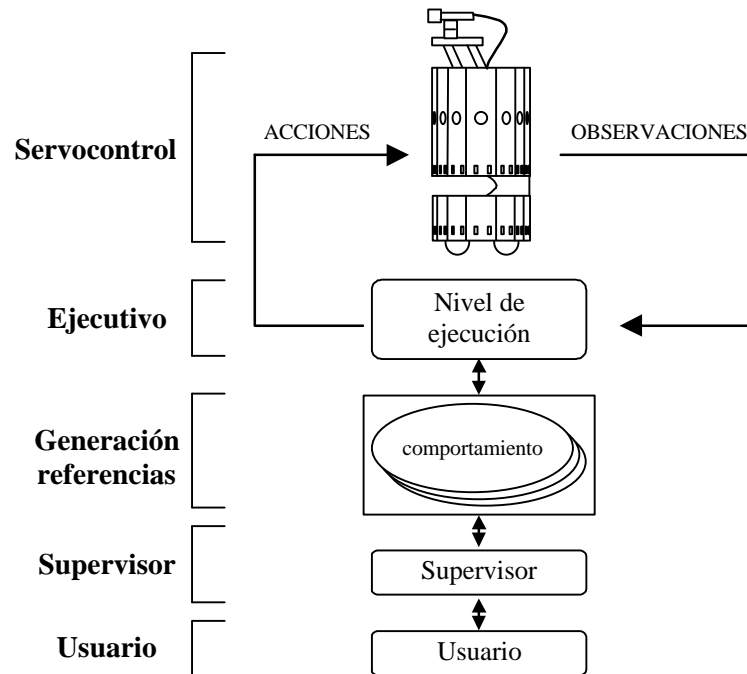 ACCIONES
OBSERVACIONES
Servocontrol
Ejecutivo
Nivel de
ejecución
Generación
referencias
comportamiento
Supervisor
Supervisor
Usuario
Usuario